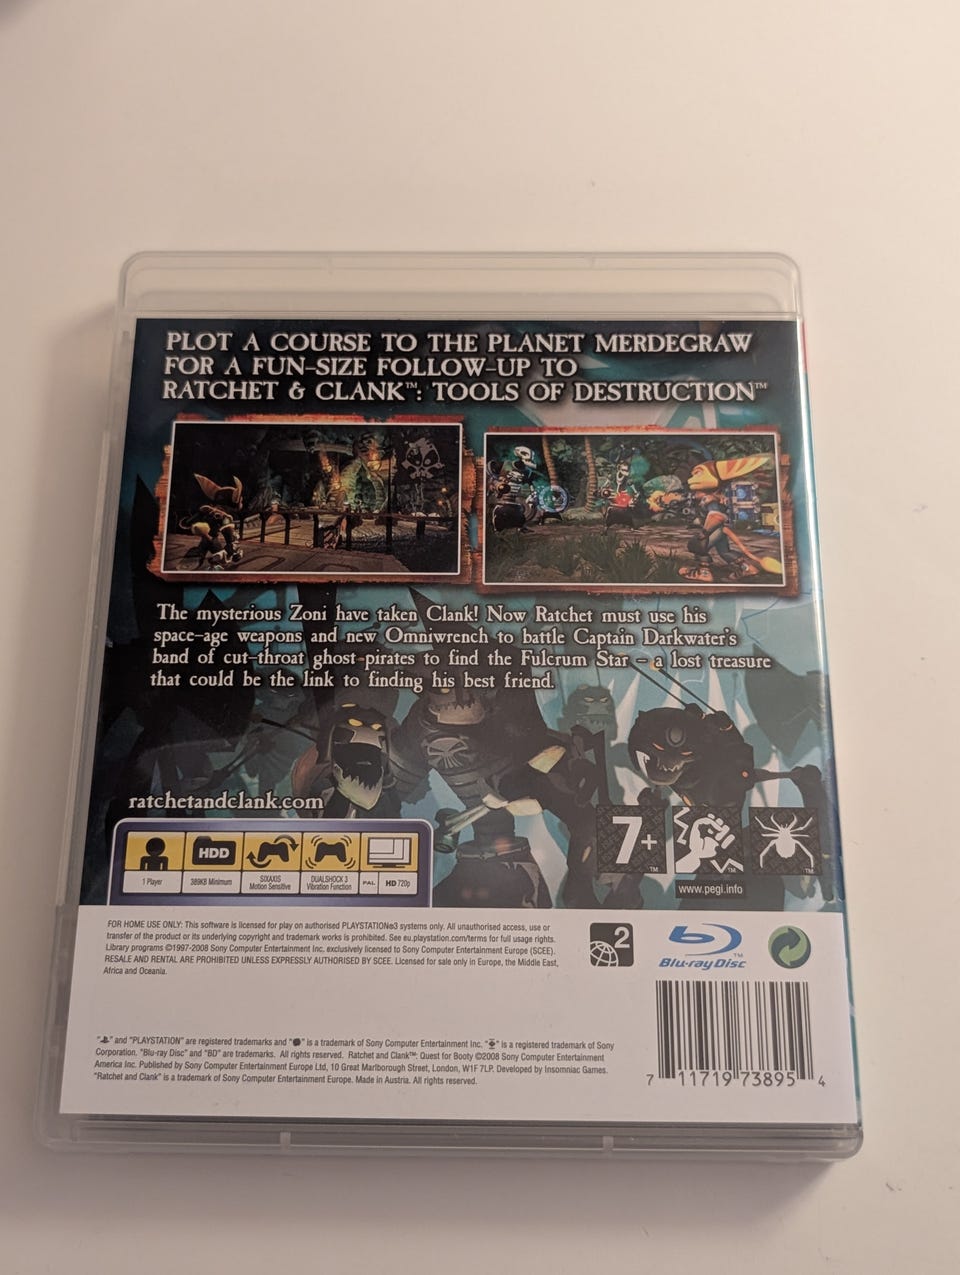 PLOT A COURSE TO THE PLANET MERDEGRAW
FOR A FUN-SIZE FOLLOW-UP TO
RATCHET & CLANK™: TOOLS OF DESTRUCTION™
The mysterious Zoni have taken Clank! Now Ratchet must use his
space-age weapons and new Omniwrench to battle Captain Darkwater's
band of cut-throat ghost-pirates to find the Fulcrum Star – a lost treasure
that could be the link to finding his best friend.
ratchetandclank.com
HDD
1 Player
389KB Minimum
SIXAXIS
Motion Sensitive
DUALSHOCK 3
Vibration Function
PAL
HD 720p
7+™
™
™
www.pegi.info
FOR HOME USE ONLY: This software is licensed for play on authorised PLAYSTATION®3 systems only. All unauthorised access, use or
transfer of the product or its underlying copyright and trademark works is prohibited. See eu.playstation.com/terms for full usage rights.
Library programs ©1997-2008 Sony Computer Entertainment Inc. exclusively licensed to Sony Computer Entertainment Europe (SCEE).
RESALE AND RENTAL ARE PROHIBITED UNLESS EXPRESSLY AUTHORISED BY SCEE. Licensed for sale only in Europe, the Middle East,
Africa and Oceania.
2
Blu-ray Disc™
" " and "PLAYSTATION" are registered trademarks and " " is a trademark of Sony Computer Entertainment Inc. " " is a registered trademark of Sony
Corporation. "Blu-ray Disc" and "BD" are trademarks. All rights reserved. Ratchet and Clank™: Quest for Booty ©2008 Sony Computer Entertainment
America Inc. Published by Sony Computer Entertainment Europe Ltd, 10 Great Marlborough Street, London, W1F 7LP. Developed by Insomniac Games.
"Ratchet and Clank" is a trademark of Sony Computer Entertainment Europe. Made in Austria. All rights reserved.
7 11719 73895 4